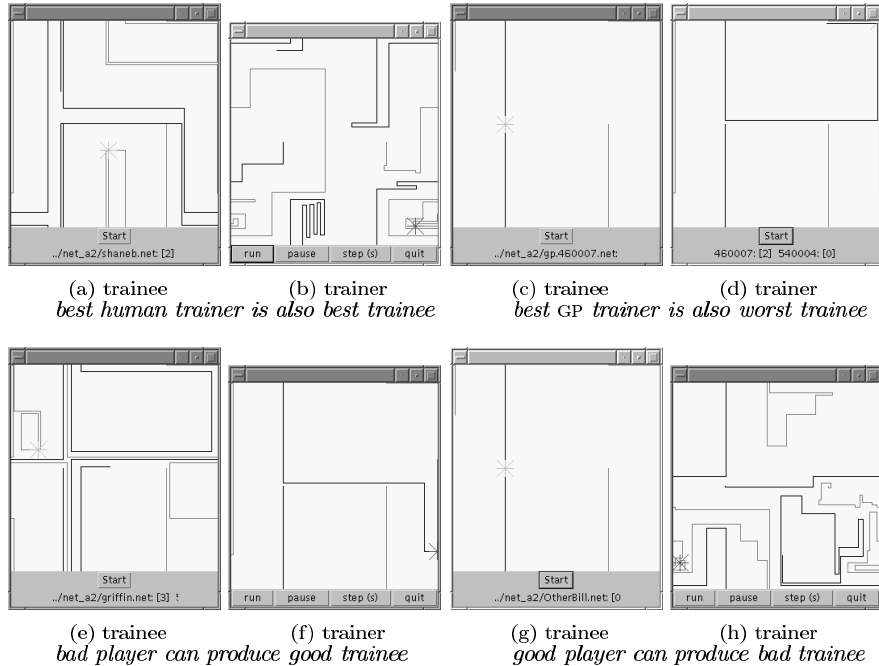 Start
../net_a2/shaneb.net: [2]
run pause step (s) quit
Start
../net_a2/gp.460007.net:
Start
460007: [2] 540004: [0]
(a) trainee (b) trainer (c) trainee (d) trainer
best human trainer is also best trainee best GP trainer is also worst trainee
Start
../net_a2/griffin.net: [3]
run pause step (s) quit
Start
../net_a2/OtherBill.net: [0
run pause step (s) quit
(e) trainee (f) trainer (g) trainee (h) trainer
bad player can produce good trainee good player can produce bad trainee